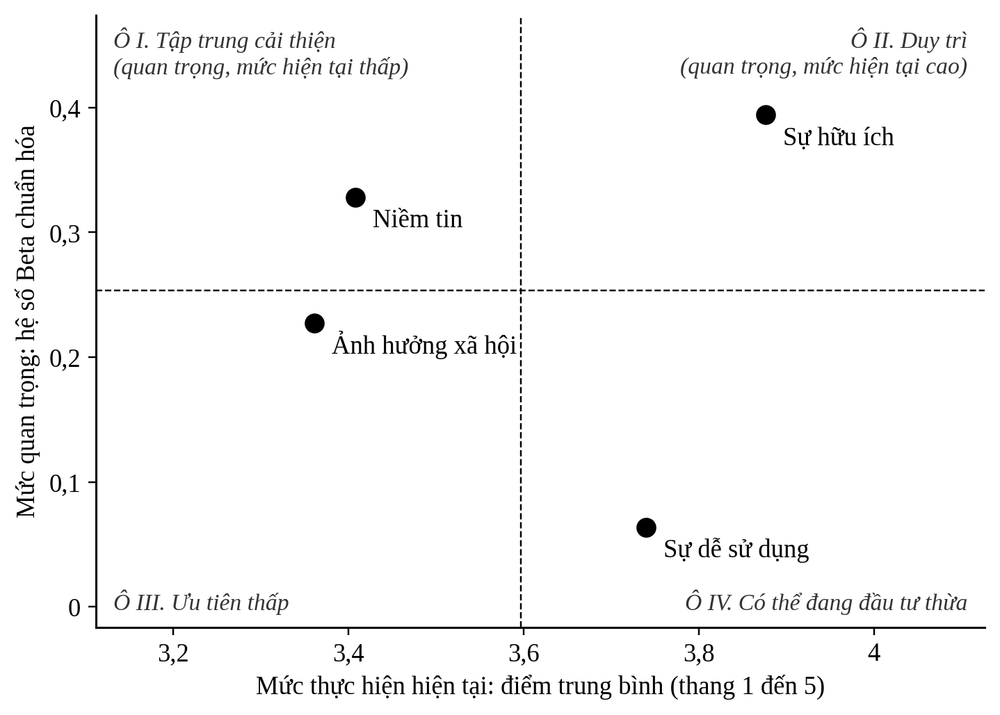 Ô I. Tập trung cải thiện
(quan trọng, mức hiện tại thấp)
Ô II. Duy trì
(quan trọng, mức hiện tại cao)
Mức quan trọng: hệ số Beta chuẩn hóa
0,4
0,3
0,2
0,1
0
Sự hữu ích
Niềm tin
Ảnh hưởng xã hội
Sự dễ sử dụng
Ô III. Ưu tiên thấp
Ô IV. Có thể đang đầu tư thừa
3,2
3,4
3,6
3,8
4
Mức thực hiện hiện tại: điểm trung bình (thang 1 đến 5)